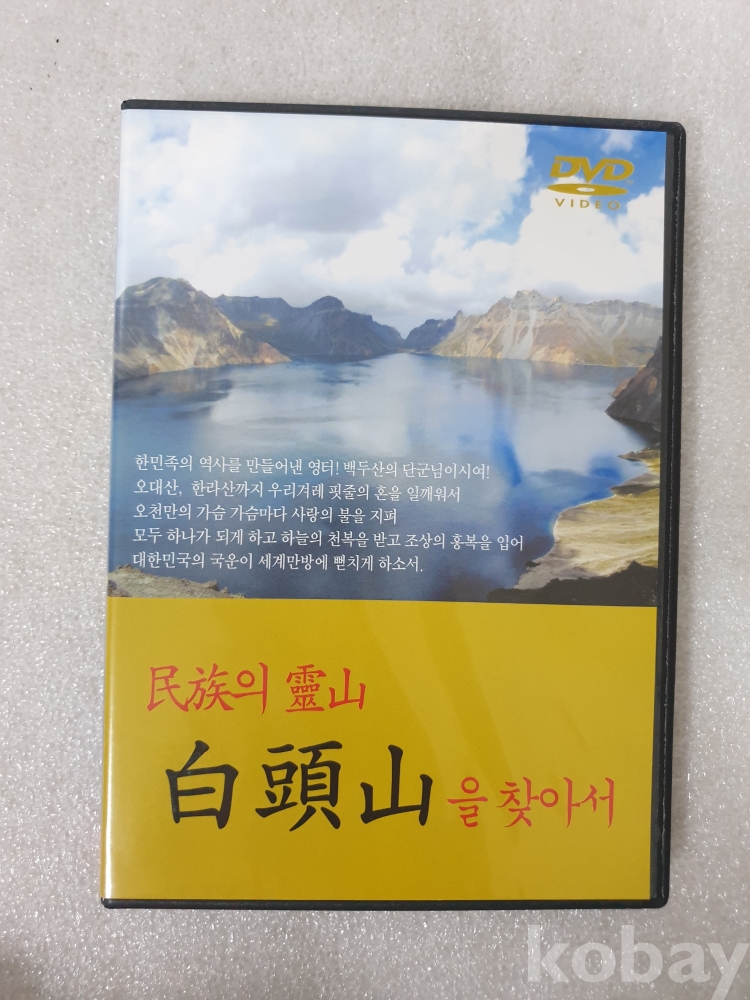 DVD
VIDEO
한민족의 역사를 만들어낸 영터! 백두산의 단군님이시여!
오대산, 한라산까지 우리겨레 핏줄의 혼을 일깨워서
오천만의 가슴 가슴마다 사랑의 불을 지펴
모두 하나가 되게 하고 하늘의 천복을 받고 조상의 홍복을 입어
대한민국의 국운이 세계만방에 뻗치게 하소서.
民族의 靈山
白頭山을 찾아서
kobay